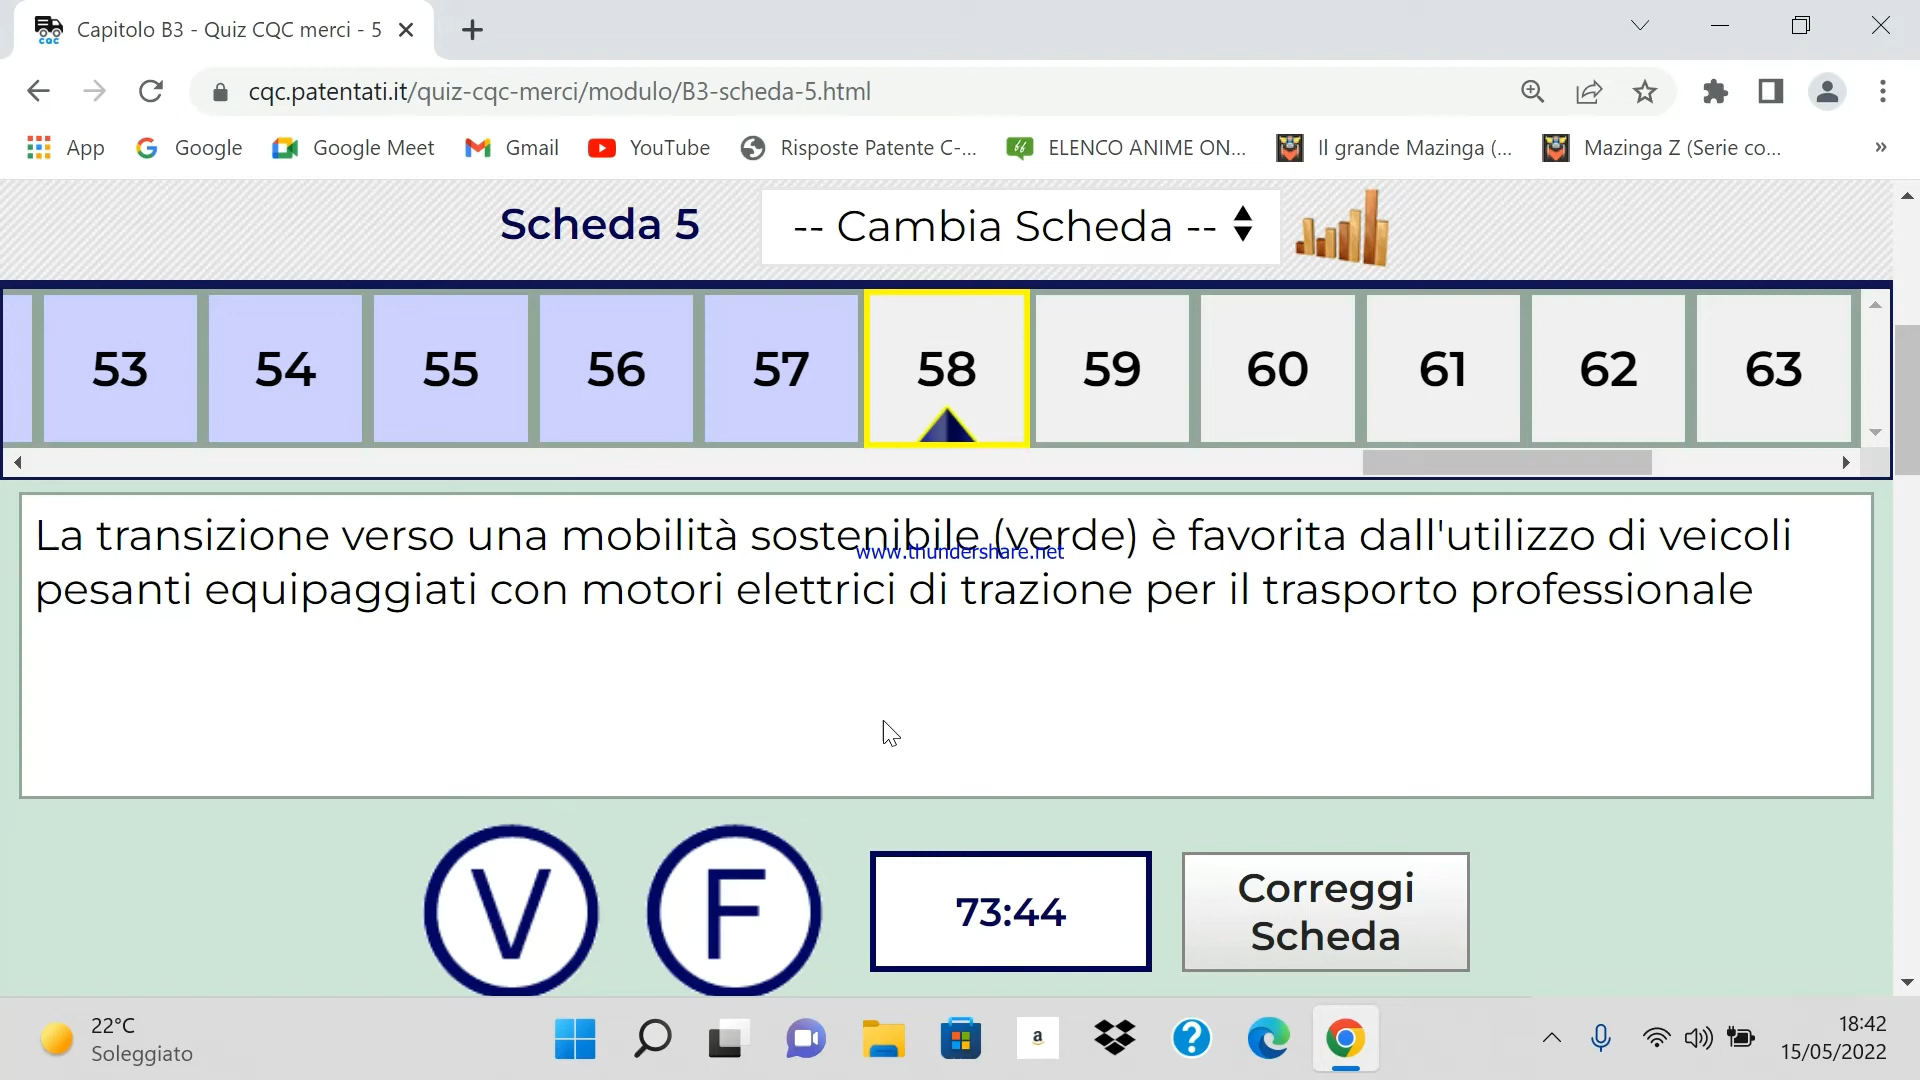 Capitolo B3 - Quiz CQC merci - 5
cqc.patentati.it/quiz-cqc-merci/modulo/B3-scheda-5.html
App Google Google Meet Gmail YouTube Risposte Patente C-... ELENCO ANIME ON... Il grande Mazinga (... Mazinga Z (Serie co... »
Scheda 5 -- Cambia Scheda --
53 54 55 56 57 58 59 60 61 62 63
La transizione verso una mobilità sostenibile (verde) è favorita dall'utilizzo di veicoli
www.thundershare.net
pesanti equipaggiati con motori elettrici di trazione per il trasporto professionale
V F 73:44 Correggi
Scheda
22°C
Soleggiato
18:42
15/05/2022